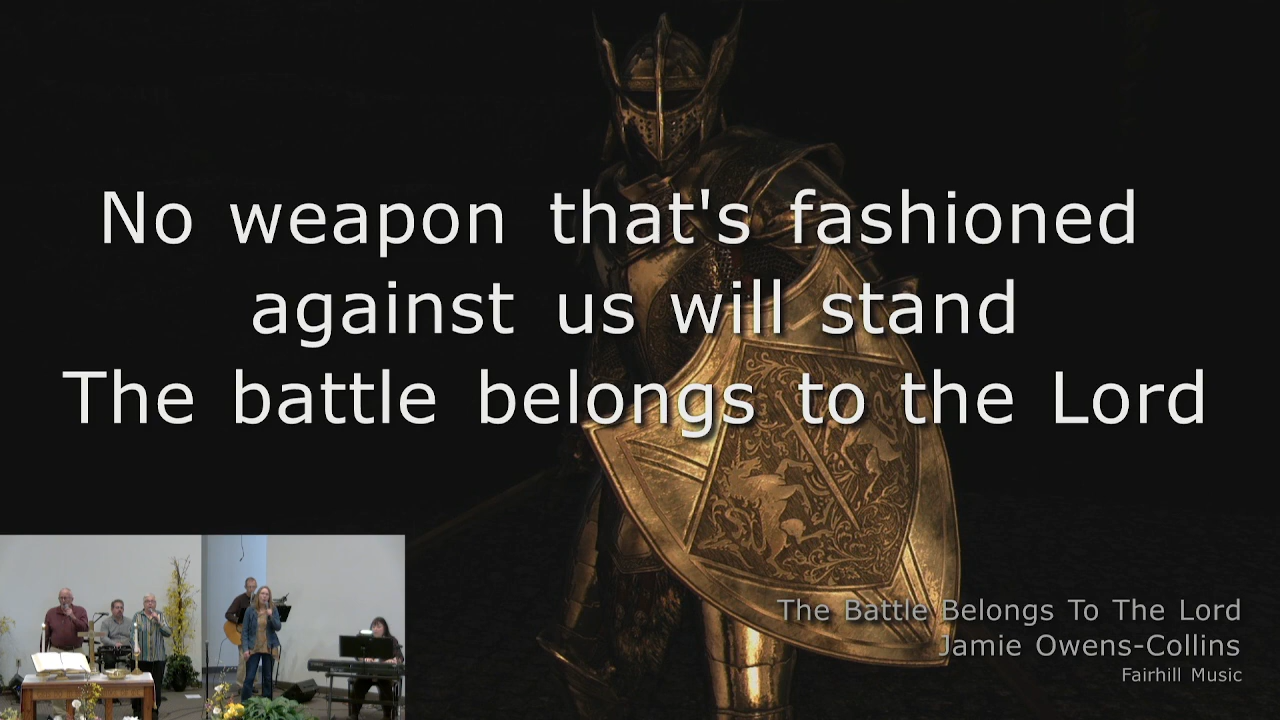 No weapon that's fashioned
against us will stand
The battle belongs to the Lord
The Battle Belongs To The Lord
Jamie Owens-Collins
Fairhill Music